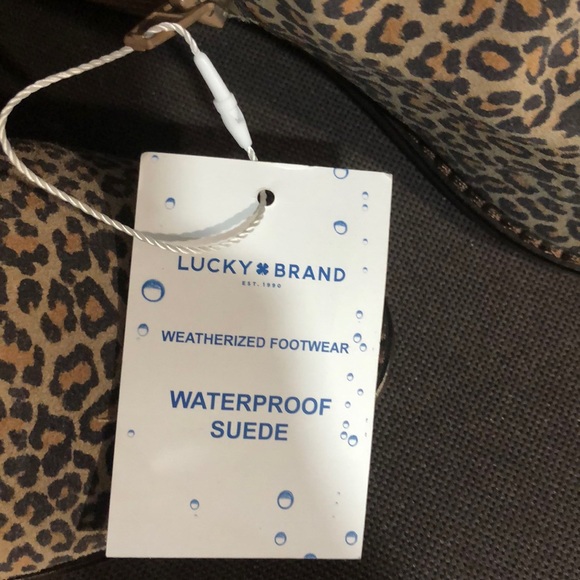 LUCKY BRAND
EST. 1990
WEATHERIZED FOOTWEAR
WATERPROOF
SUEDE